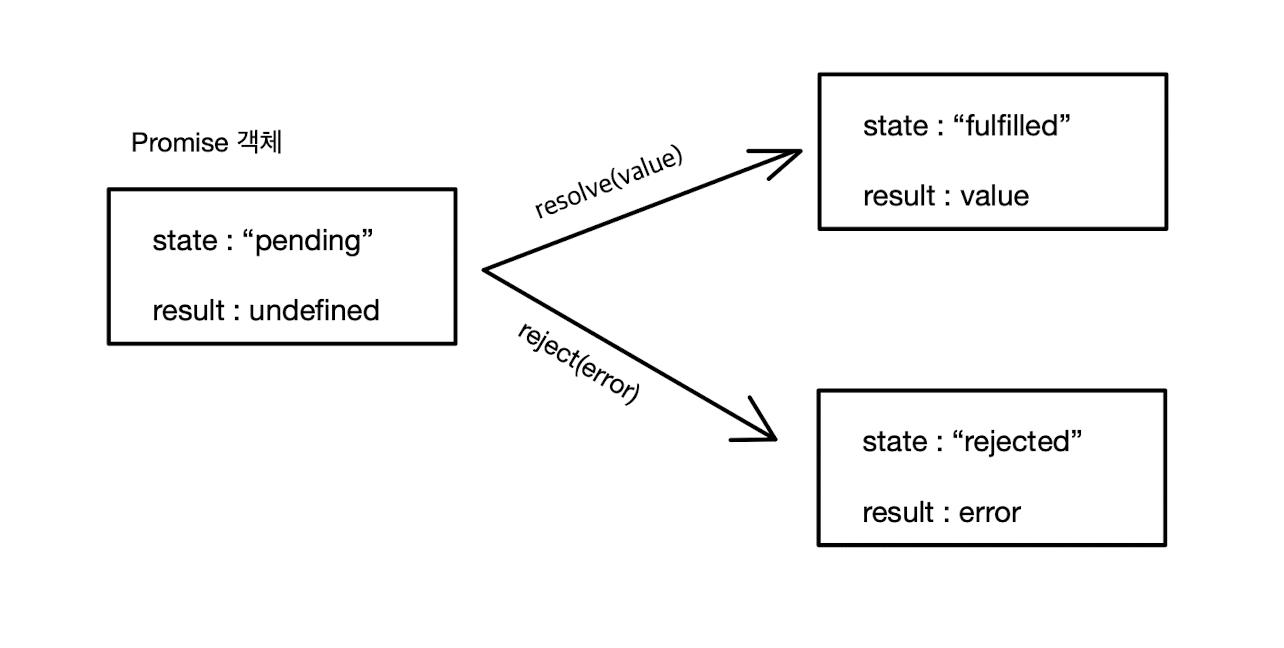 Promise 객체
state : “pending”
result : undefined
resolve(value)
reject(error)
state : “fulfilled”
result : value
state : “rejected”
result : error